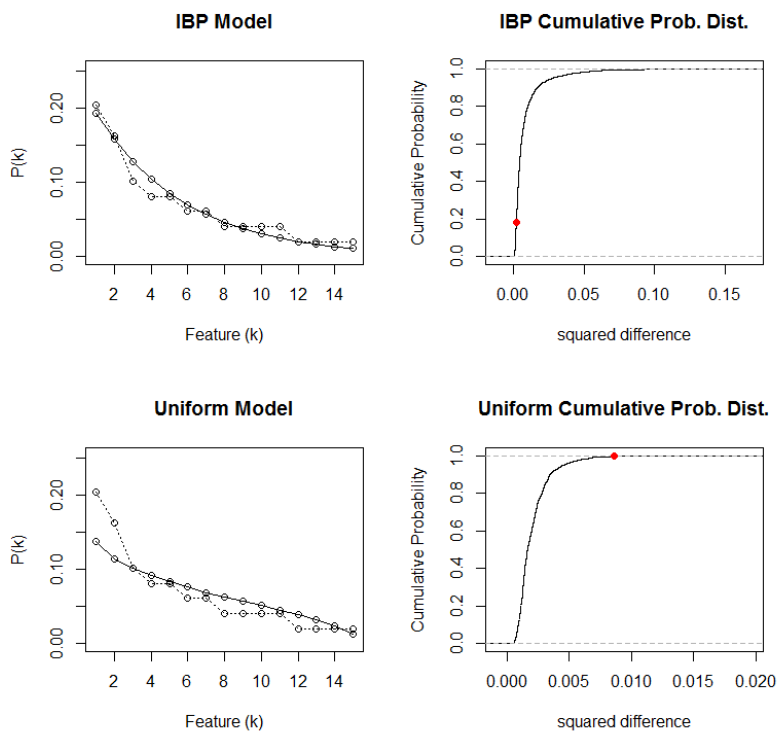 IBP Model
P(k)
0.00 0.10 0.20
2 4 6 8 10 12 14
Feature (k)
IBP Cumulative Prob. Dist.
Cumulative Probability
0.0 0.2 0.4 0.6 0.8 1.0
0.00 0.05 0.10 0.15
squared difference
Uniform Model
P(k)
0.00 0.10 0.20
2 4 6 8 10 12 14
Feature (k)
Uniform Cumulative Prob. Dist.
Cumulative Probability
0.0 0.2 0.4 0.6 0.8 1.0
0.000 0.005 0.010 0.015 0.020
squared difference